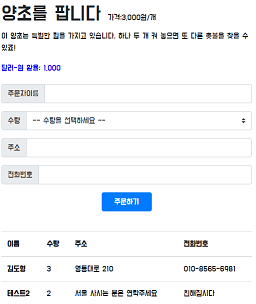 양초를 팝니다 가격:3,000원/개
이 양초는 특별한 힘을 가지고 있습니다. 하나 두 개 켜 놓으면 또 다른 촛불을 찾을 수
있죠!
달러-원 환율: 1,000
주문자이름
수량 -- 수량을 선택하세요 --
주소
전화번호
주문하기
이름 수량 주소 전화번호
김도형 3 영동대로 210 010-8565-6981
테스트2 2 서울 사시는 분은 연락주세요 친해집시다